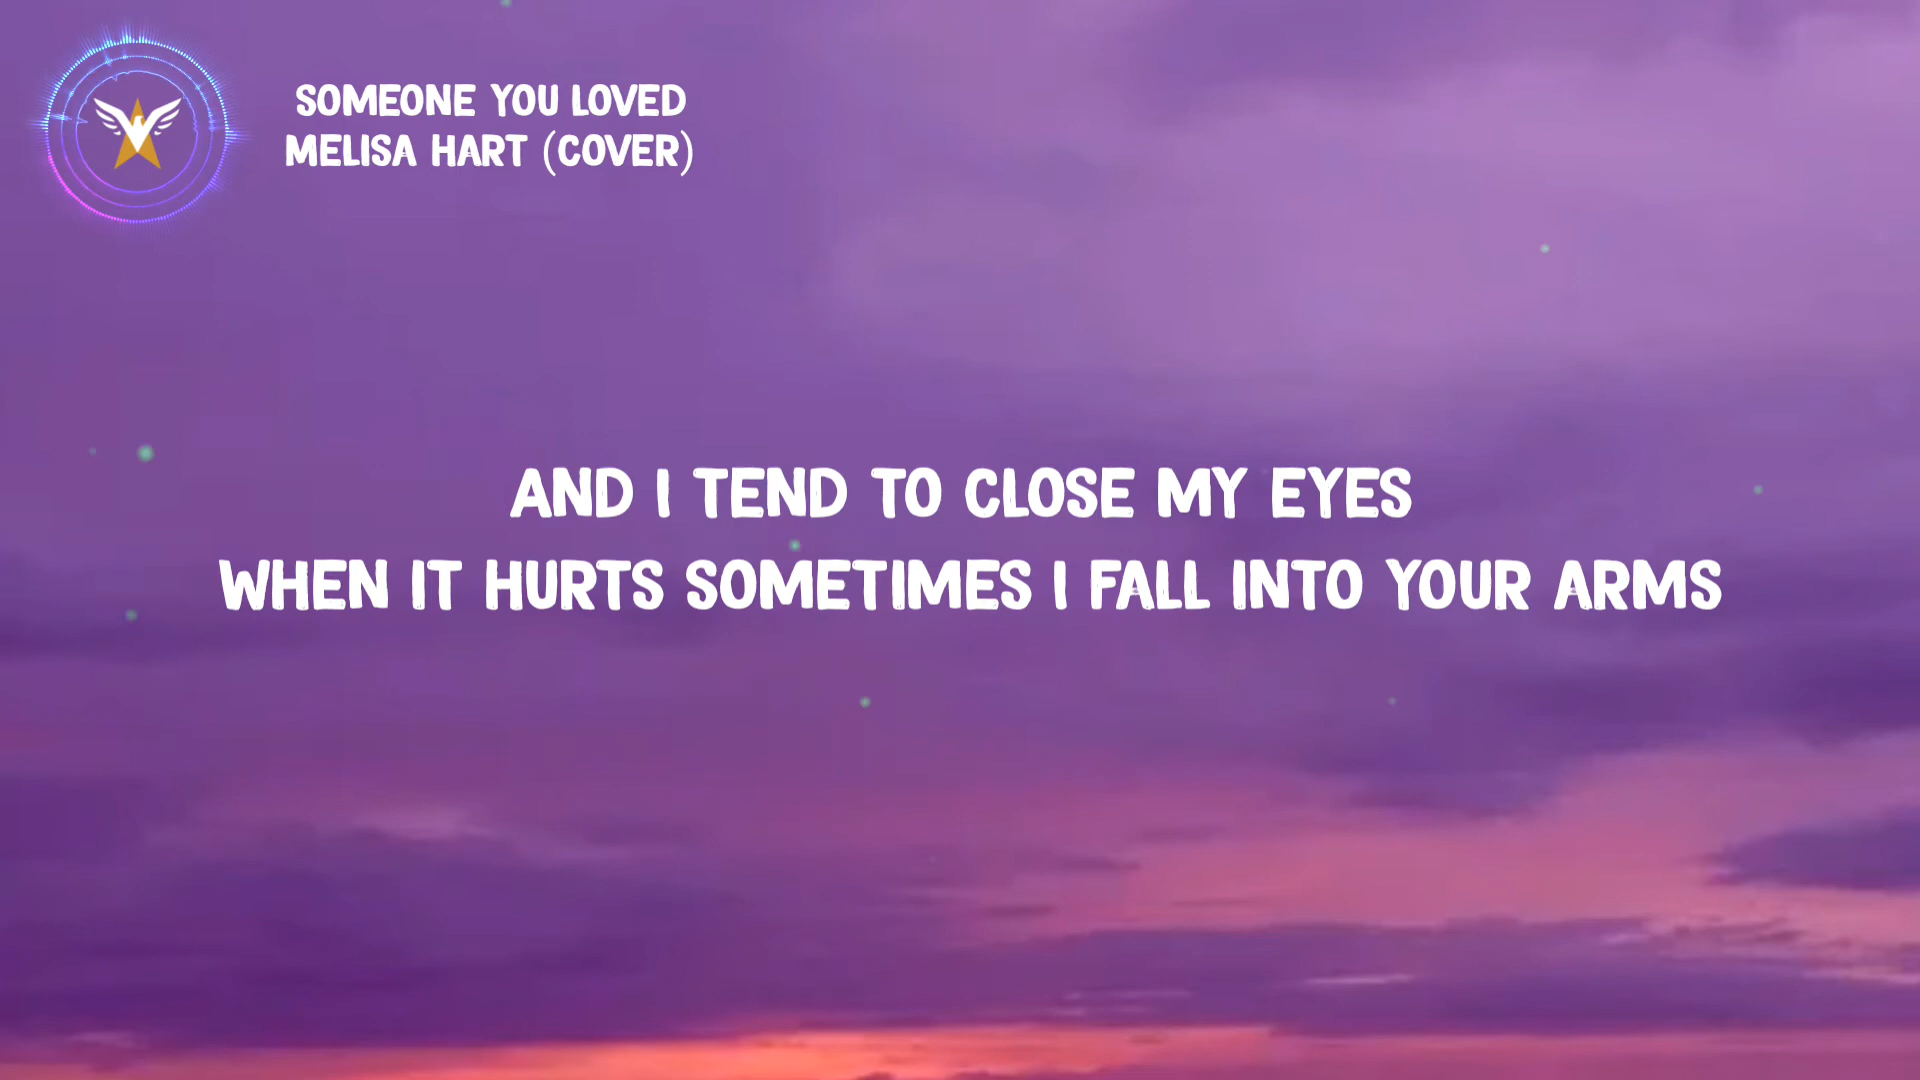 SOMEONE YOU LOVED
MELISA HART (COVER)
AND I TEND TO CLOSE MY EYES
WHEN IT HURTS SOMETIMES I FALL INTO YOUR ARMS